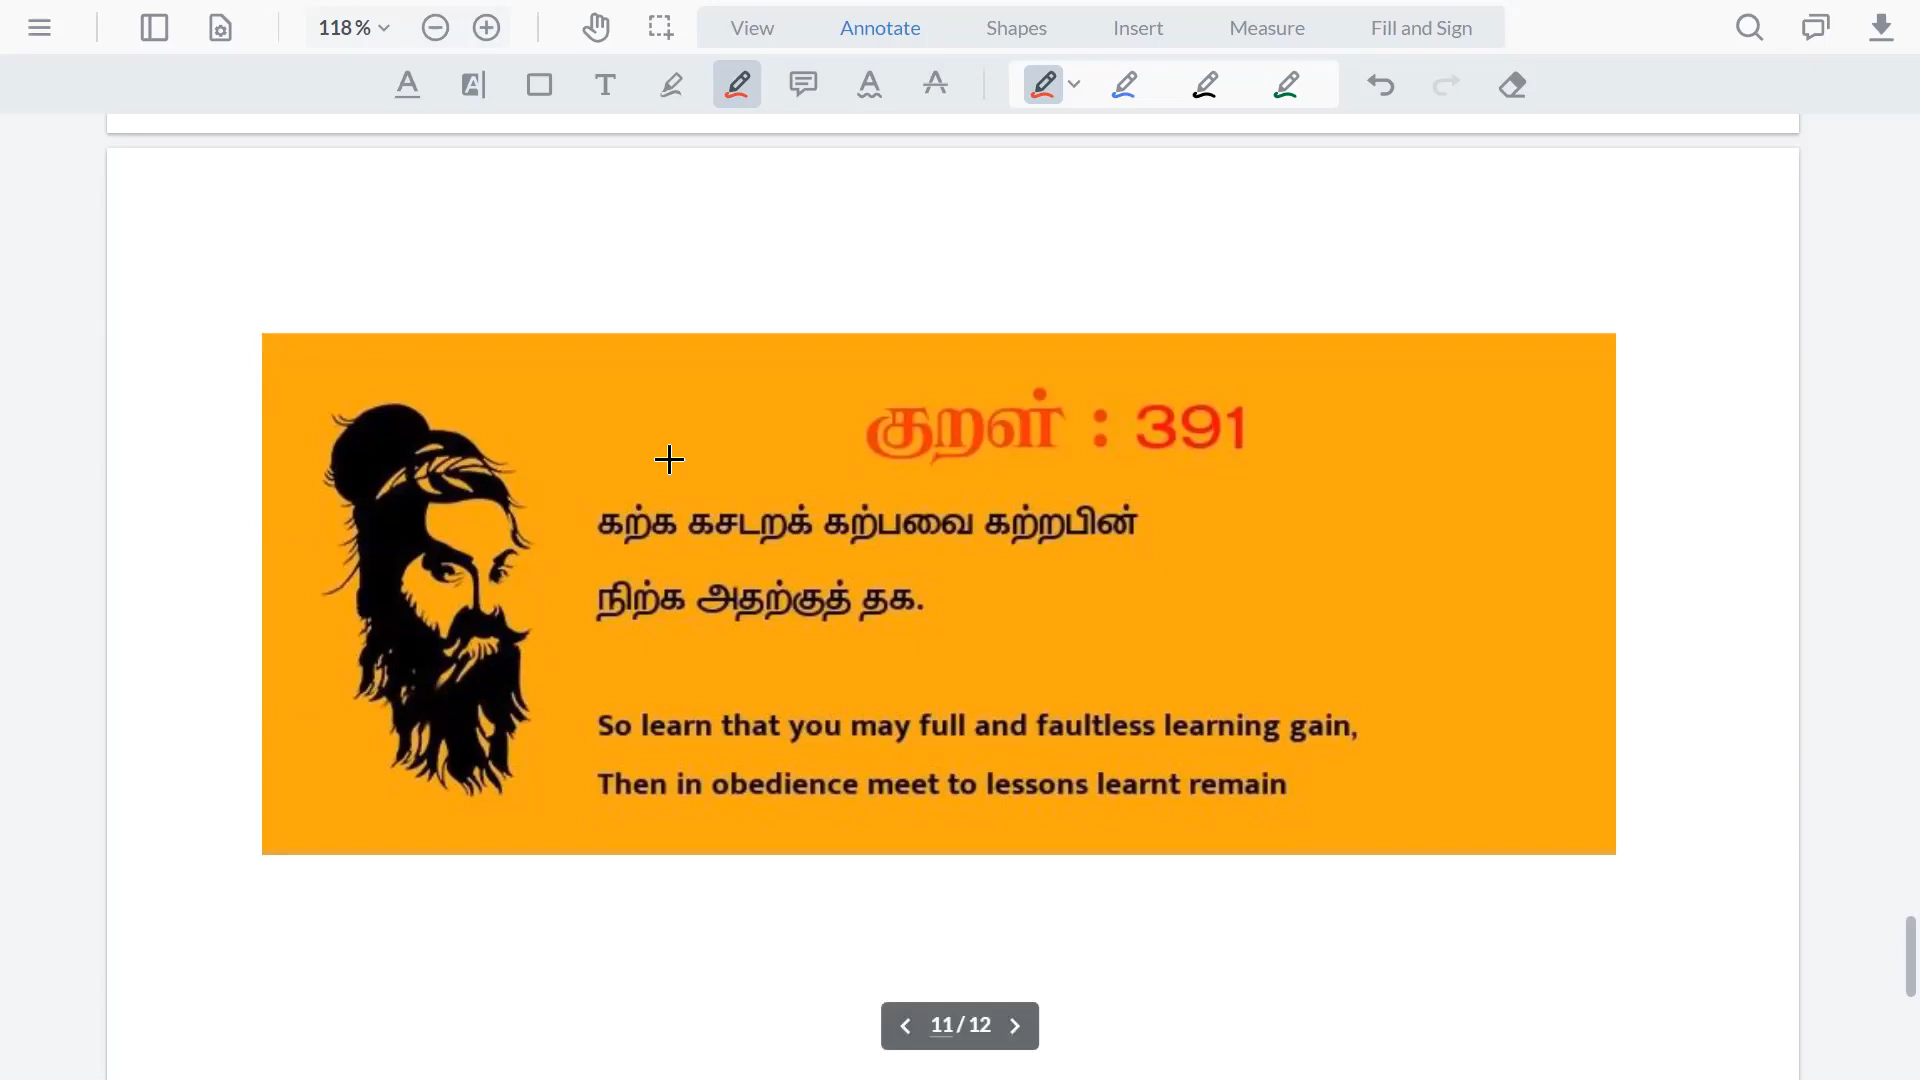 118%
View Annotate Shapes Insert Measure Fill and Sign
குறள் : 391
கற்க கசடறக் கற்பவை கற்றபின்
நிற்க அதற்குத் தக.
So learn that you may full and faultless learning gain,
Then in obedience meet to lessons learnt remain
11 / 12